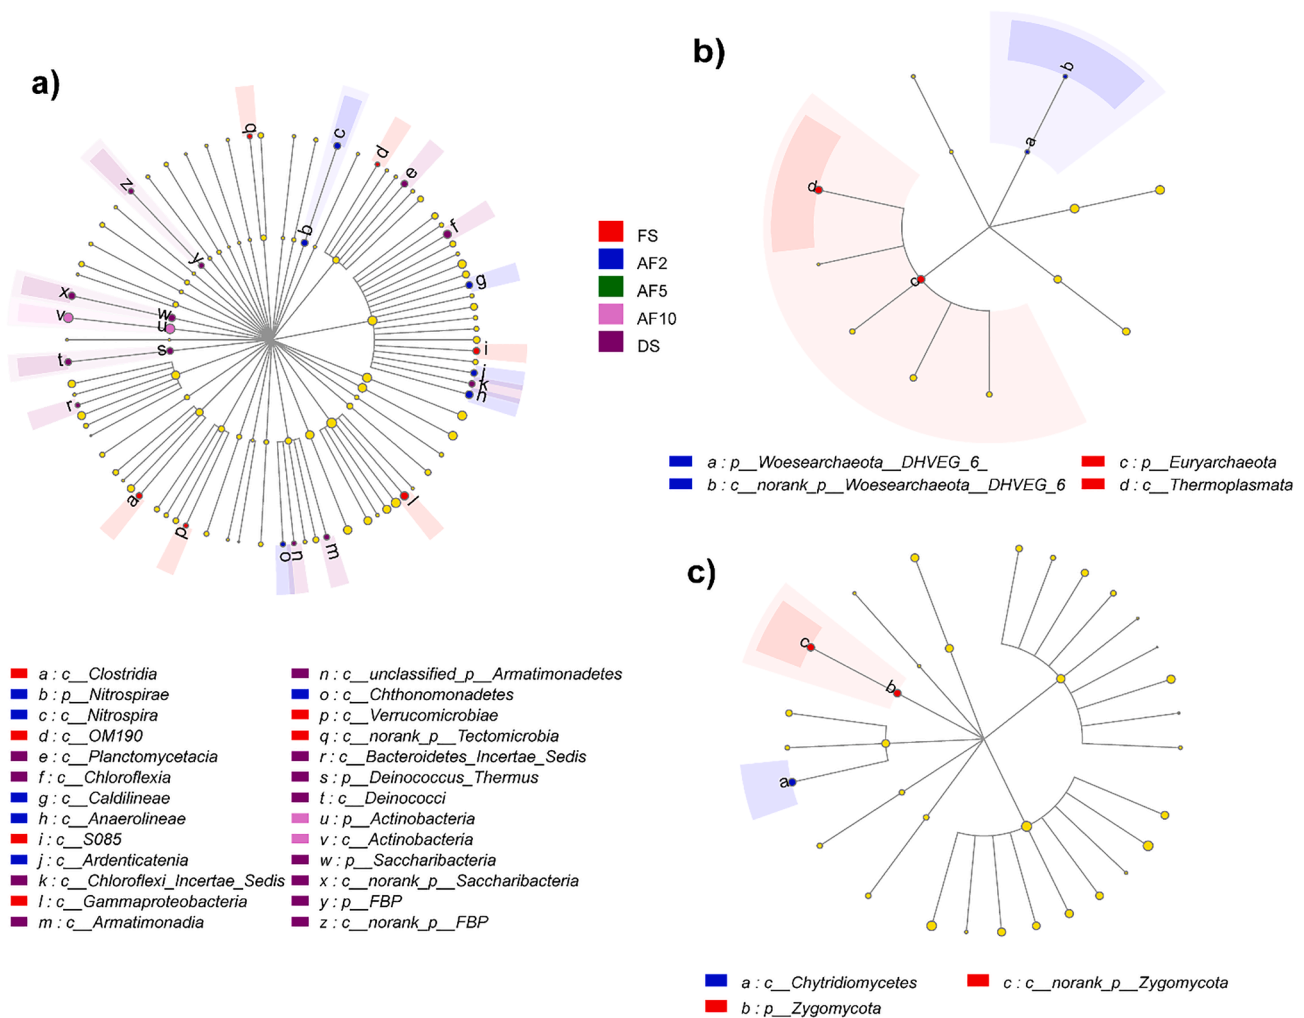 a)
b)
q
c
d
e
f
g
z
y
b
x
w
v
u
s
t
r
i
j
k
h
a
p
o
n
m
l
FS
AF2
AF5
AF10
DS
b
a
d
c
a : p__Woesearchaeota__DHVEG_6_
b : c__norank_p__Woesearchaeota__DHVEG_6
c : p__Euryarchaeota
d : c__Thermoplasmata
c)
c
b
a
a : c__Clostridia
b : p__Nitrospirae
c : c__Nitrospira
d : c__OM190
e : c__Planctomycetacia
f : c__Chloroflexia
g : c__Caldilineae
h : c__Anaerolineae
i : c__S085
j : c__Ardenticatenia
k : c__Chloroflexi_Incertae_Sedis
l : c__Gammaproteobacteria
m : c__Armatimonadia
n : c__unclassified_p__Armatimonadetes
o : c__Chthonomonadetes
p : c__Verrucomicrobiae
q : c__norank_p__Tectomicrobia
r : c__Bacteroidetes_Incertae_Sedis
s : p__Deinococcus_Thermus
t : c__Deinococci
u : p__Actinobacteria
v : c__Actinobacteria
w : p__Saccharibacteria
x : c__norank_p__Saccharibacteria
y : p__FBP
z : c__norank_p__FBP
a : c__Chytridiomycetes
b : p__Zygomycota
c : c__norank_p__Zygomycota